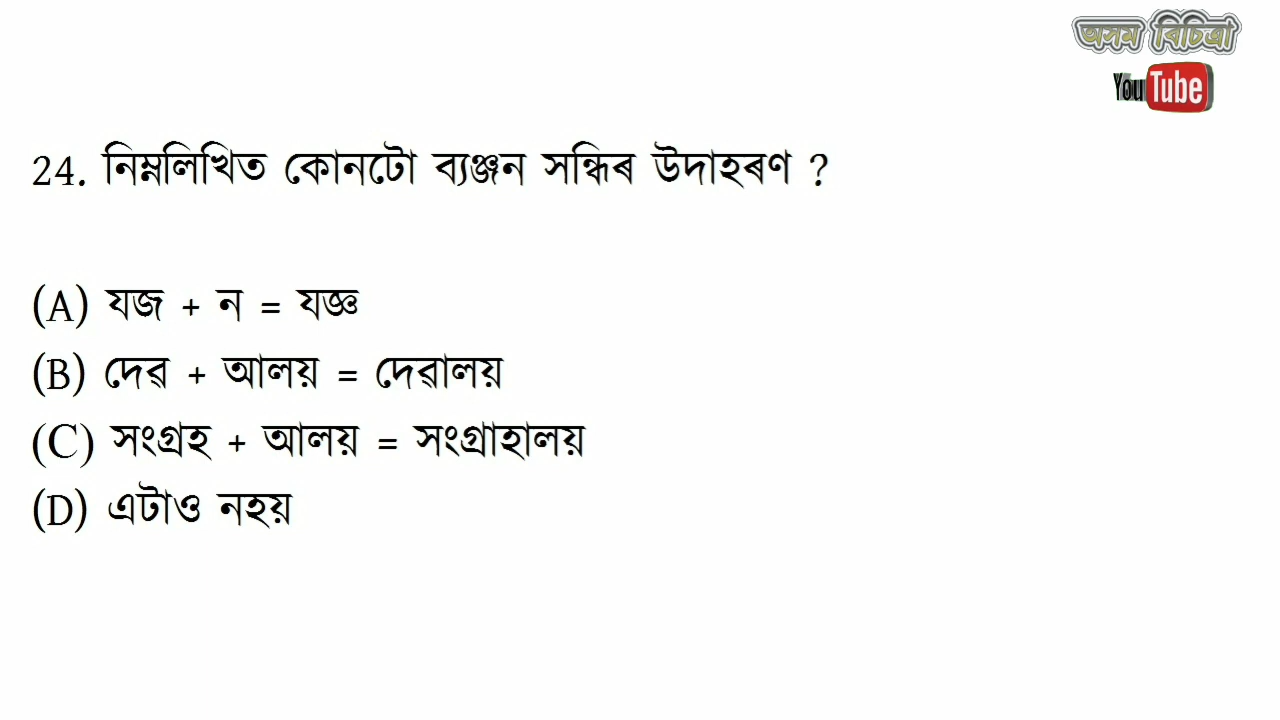 অসম বিচিত্ৰা
YouTube
24. নিম্নলিখিত কোনটো ব্যঞ্জন সন্ধিৰ উদাহৰণ ?
(A) যজ + ন = যজ্ঞ
(B) দেৱ + আলয় = দেৱালয়
(C) সংগ্ৰহ + আলয় = সংগ্ৰাহালয়
(D) এটাও নহয়